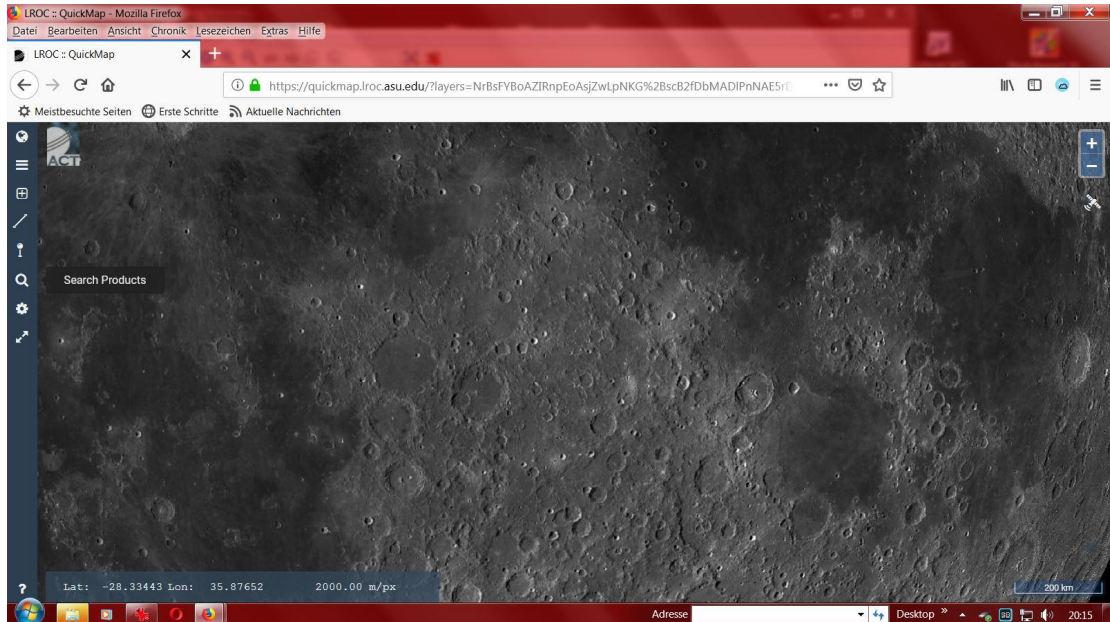 LROC :: QuickMap - Mozilla Firefox
Datei Bearbeiten Ansicht Chronik Lesezeichen Extras Hilfe
LROC :: QuickMap
https://quickmap.lroc.asu.edu/?layers=NrBsFYBoAZIRnpEoAsjZwLpNKG%2BscB2fDbMADlPnNAE5r
Meistbesuchte Seiten Erste Schritte Aktuelle Nachrichten
ACT
Search Products
Lat: -28.33443 Lon: 35.87652 2000.00 m/px
200 km
Adresse Desktop » 20:15